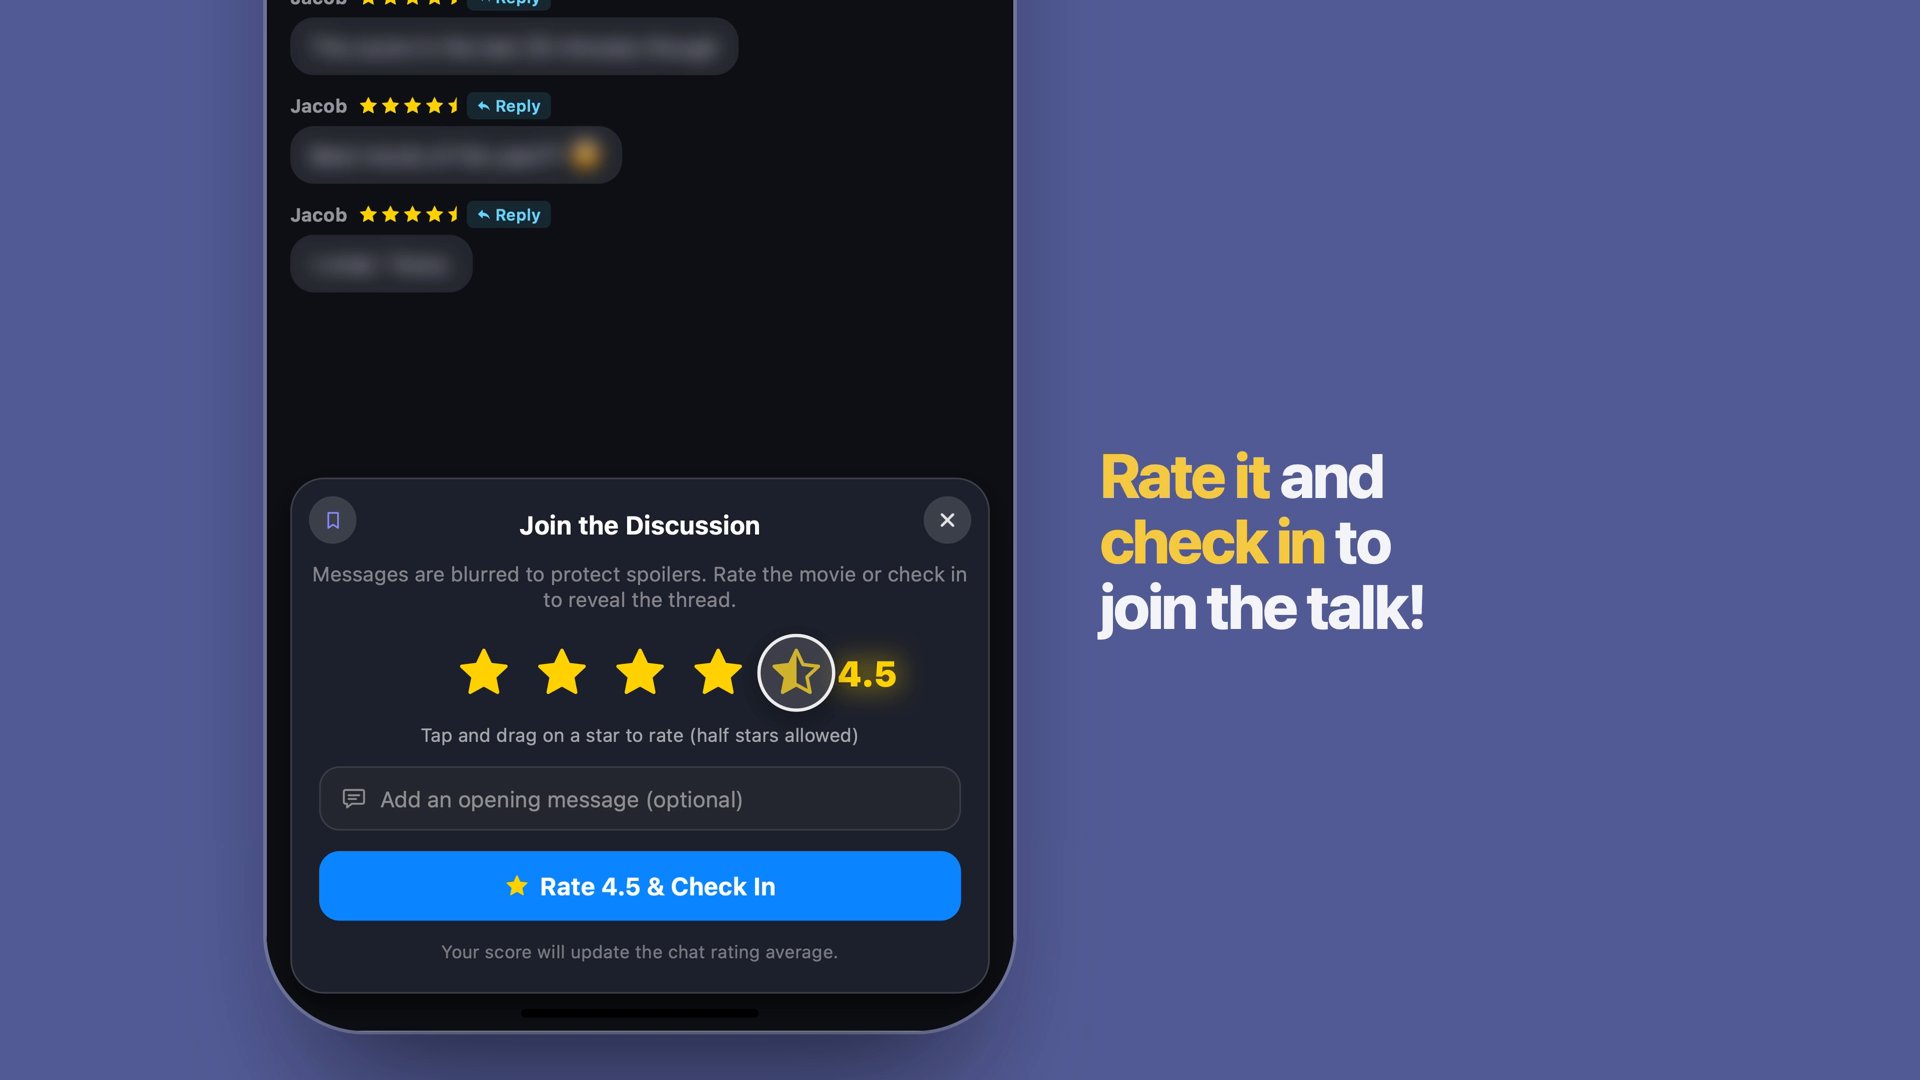 Jacob Reply
Jacob Reply
Jacob Reply
Join the Discussion
Messages are blurred to protect spoilers. Rate the movie or check in
to reveal the thread.
4.5
Tap and drag on a star to rate (half stars allowed)
Add an opening message (optional)
Rate 4.5 & Check In
Your score will update the chat rating average.
Rate it and
check in to
join the talk!